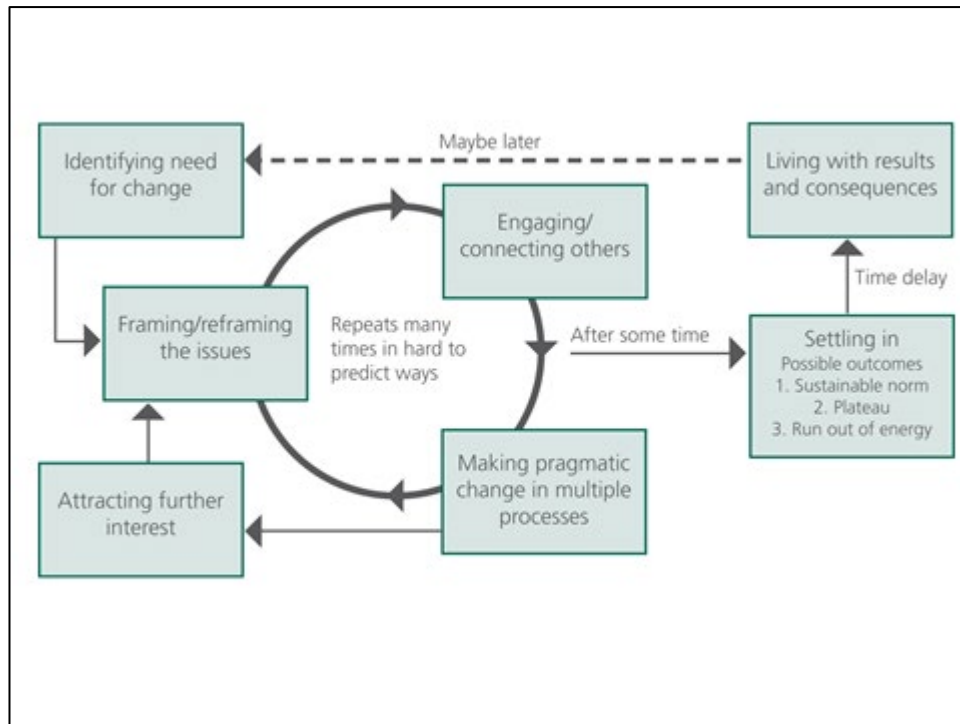 Maybe later
Identifying need
for change
Living with results
and consequences
Engaging/
connecting others
Time delay
Framing/reframing
the issues
Repeats many
times in hard to
predict ways
After some time
Settling in
Possible outcomes
1. Sustainable norm
2. Plateau
3. Run out of energy
Attracting further
interest
Making pragmatic
change in multiple
processes